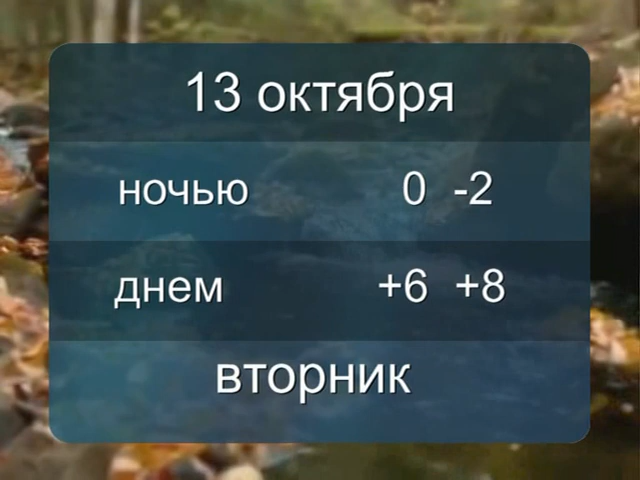 13 октября
ночью 0 -2
днем +6 +8
вторник